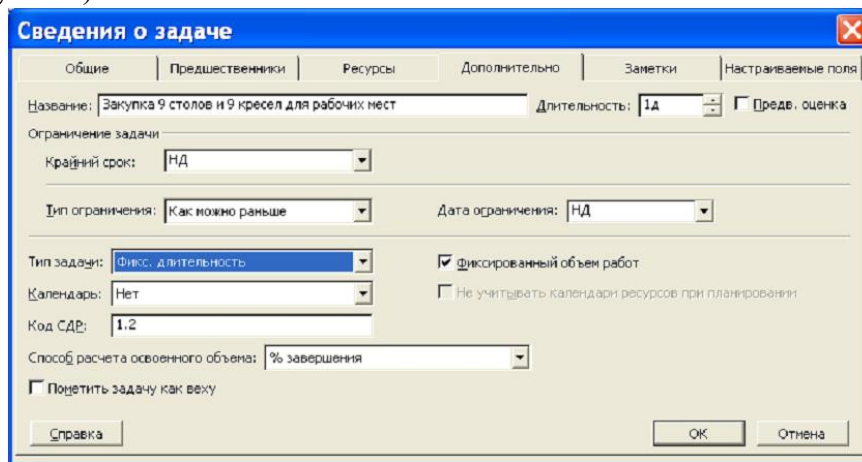 Сведения о задаче
Общие Предшественники Ресурсы Дополнительно Заметки Настраиваемые поля
Название: Закупка 9 столов и 9 кресел для рабочих мест Длительность: 1д Предв. оценка
Ограничение задачи
Крайний срок: НД
Тип ограничения: Как можно раньше Дата ограничения: НД
Тип задачи: Фикс. длительность Фиксированный объем работ
Календарь: Нет Не учитывать календари ресурсов при планировании
Код СДР: 1.2
Способ расчета освоенного объема: % завершения
Пометить задачу как веху
Справка ОК Отмена